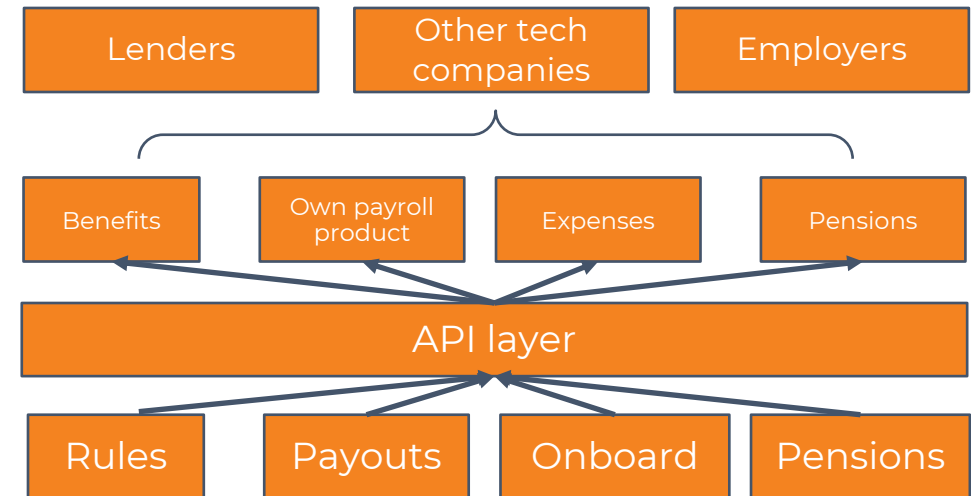 Lenders
Other tech
companies
Employers
Benefits
Own payroll
product
Expenses
Pensions
API layer
Rules
Payouts
Onboard
Pensions